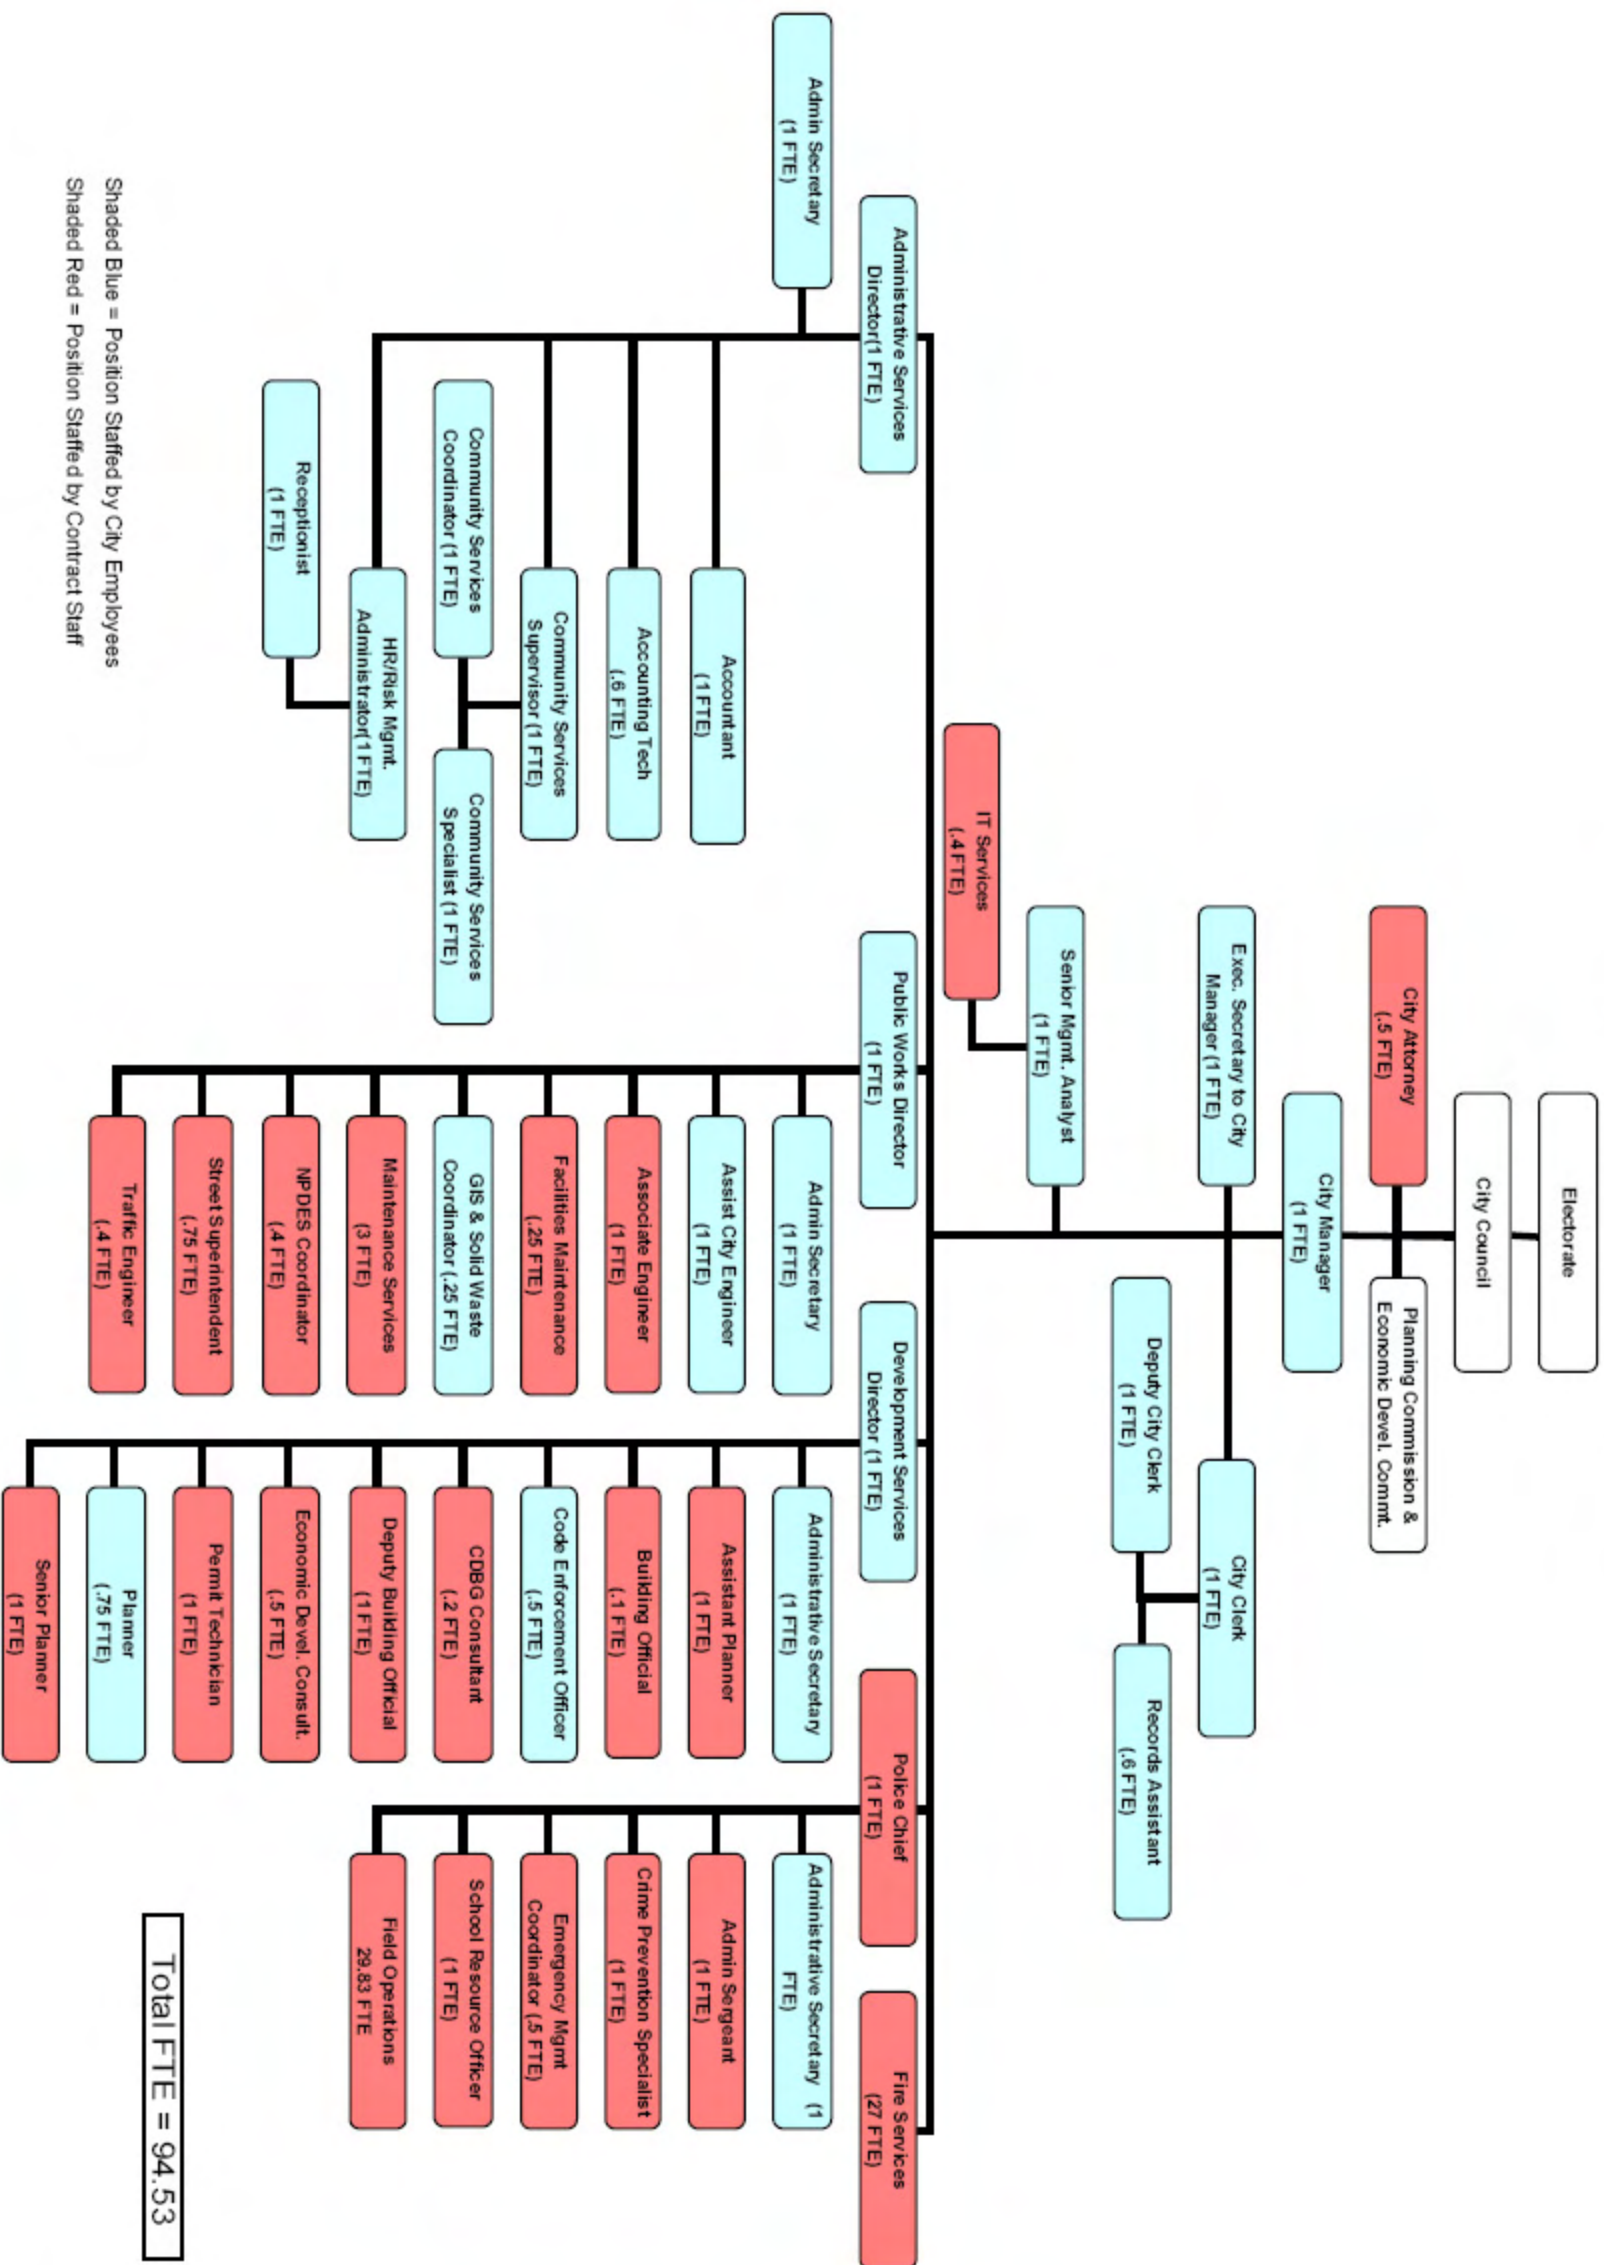 Electorate
City Council
City Attorney
(.5 FTE)
Planning Commission &
Economic Devel. Commt.
City Manager
(1 FTE)
Exec. Secretary to City
Manager (1 FTE)
City Clerk
(1 FTE)
Deputy City Clerk
(1 FTE)
Records Assistant
(.6 FTE)
Senior Mgmt. Analyst
(1 FTE)
IT Services
(.4 FTE)
Administrative Services
Director(1 FTE)
Public Works Director
(1 FTE)
Development Services
Director (1 FTE)
Police Chief
(1 FTE)
Fire Services
(27 FTE)
Admin Secretary
(1 FTE)
Accountant
(1 FTE)
Accounting Tech
(.6 FTE)
Community Services
Supervisor (1 FTE)
Community Services
Coordinator (1 FTE)
Community Services
Specialist (1 FTE)
HR/Risk Mgmt.
Administrator(1 FTE)
Receptionist
(1 FTE)
Admin Secretary
(1 FTE)
Assist City Engineer
(1 FTE)
Associate Engineer
(1 FTE)
Facilities Maintenance
(.25 FTE)
GIS & Solid Waste
Coordinator (.25 FTE)
Maintenance Services
(3 FTE)
NPDES Coordinator
(.4 FTE)
Street Superintendent
(.75 FTE)
Traffic Engineer
(.4 FTE)
Administrative Secretary
(1 FTE)
Assistant Planner
(1 FTE)
Building Official
(.1 FTE)
Code Enforcement Officer
(.5 FTE)
CDBG Consultant
(.2 FTE)
Deputy Building Official
(1 FTE)
Economic Devel. Consult.
(.5 FTE)
Permit Technician
(1 FTE)
Planner
(.75 FTE)
Senior Planner
(1 FTE)
Administrative Secretary (1
FTE)
Admin Sergeant
(1 FTE)
Crime Prevention Specialist
(1 FTE)
Emergency Mgmt
Coordinator (.5 FTE)
School Resource Officer
(1 FTE)
Field Operations
29.83 FTE
Shaded Blue = Position Staffed by City Employees
Shaded Red = Position Staffed by Contract Staff
Total FTE = 94.53